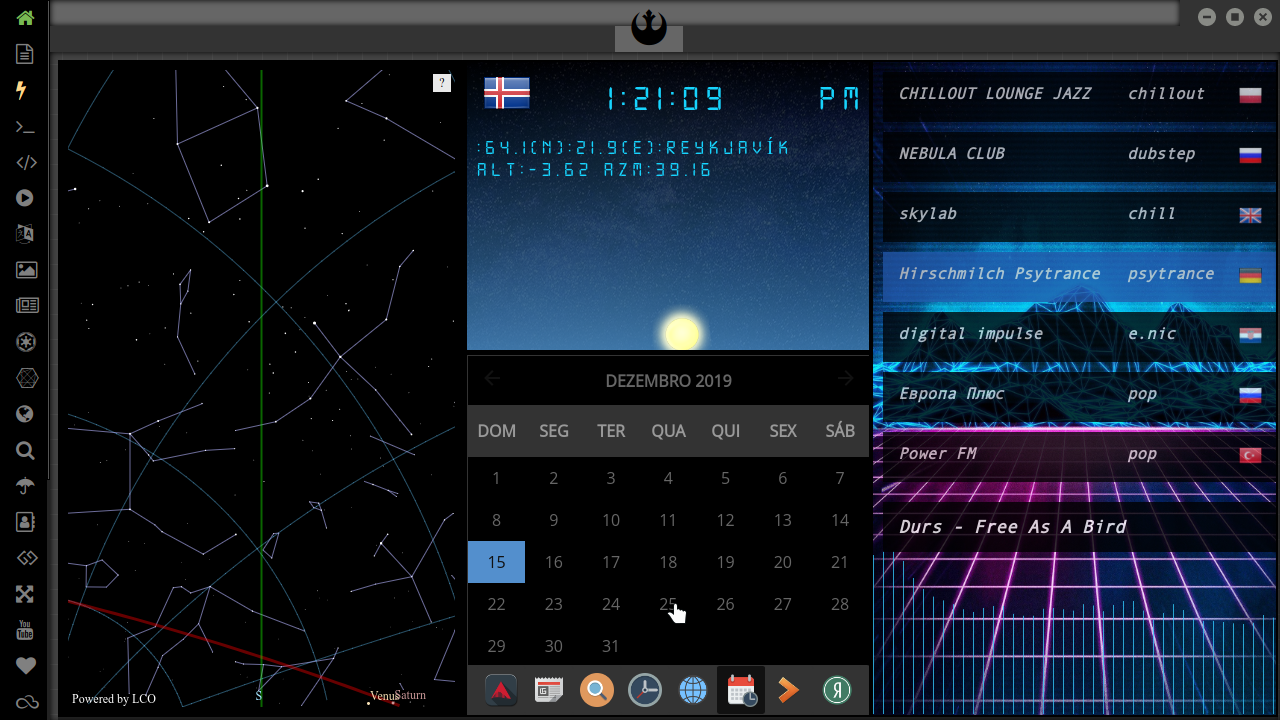 ?
S
Venus
Saturn
Powered by LCO
1:21:09 PM
:64.1(N):21.9(E):REYKJAVÍK
ALT:-3.62 AZM:39.16
DEZEMBRO 2019
DOM SEG TER QUA QUI SEX SÁB
1 2 3 4 5 6 7
8 9 10 11 12 13 14
15 16 17 18 19 20 21
22 23 24 25 26 27 28
29 30 31
CHILLOUT LOUNGE JAZZ chillout
NEBULA CLUB dubstep
skylab chill
Hirschmilch Psytrance psytrance
digital impulse e.nic
Европа Плюс pop
Power FM pop
Durs - Free As A Bird
You
Tube
Я